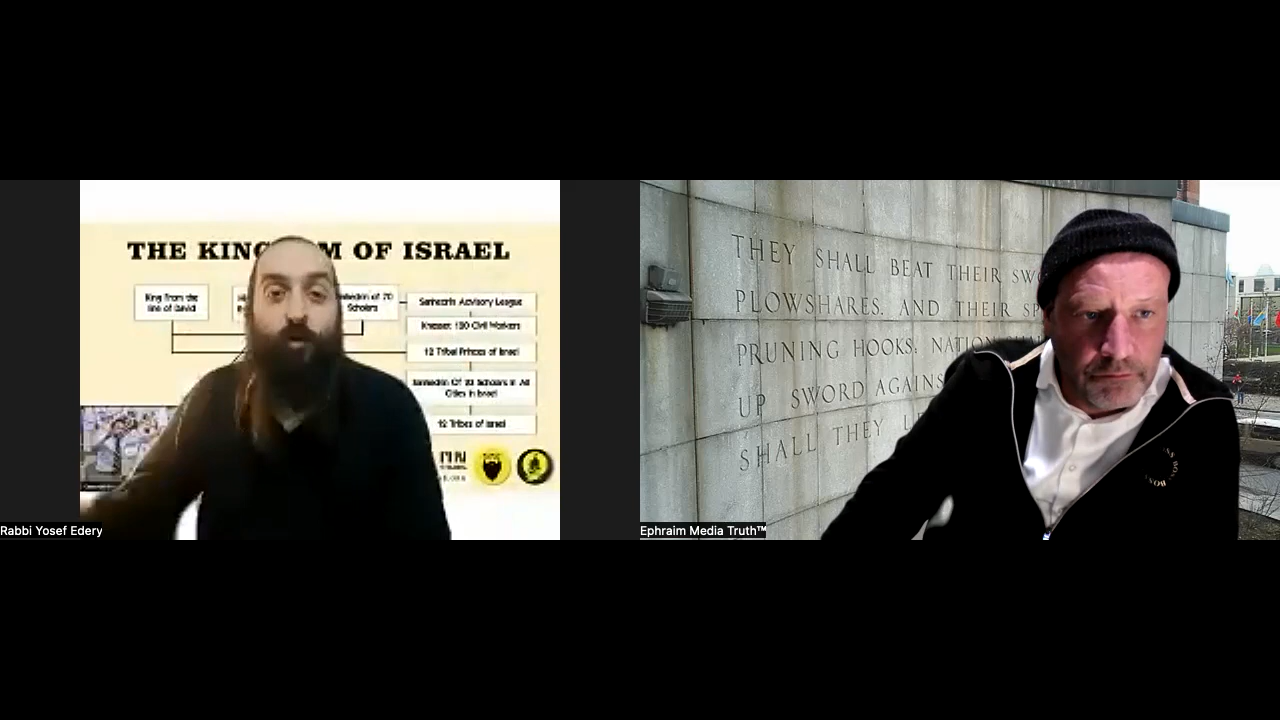 THE KING M OF ISRAEL
King from the
line of David
of 70
Scholars
Sanhedrin Advisory League
Knesset 120 Civil Workers
12 Tribal Princes of Israel
Sanhedrin Of 23 Scholars in All
Cities in Israel
12 Tribes of Israel
Rabbi Yosef Edery
THEY SHALL BEAT THEIR SWO
PLOWSHARES. AND THEIR SP
PRUNING HOOKS: NATION
UP SWORD AGAINS
SHALL THEY L
Ephraim Media Truth™